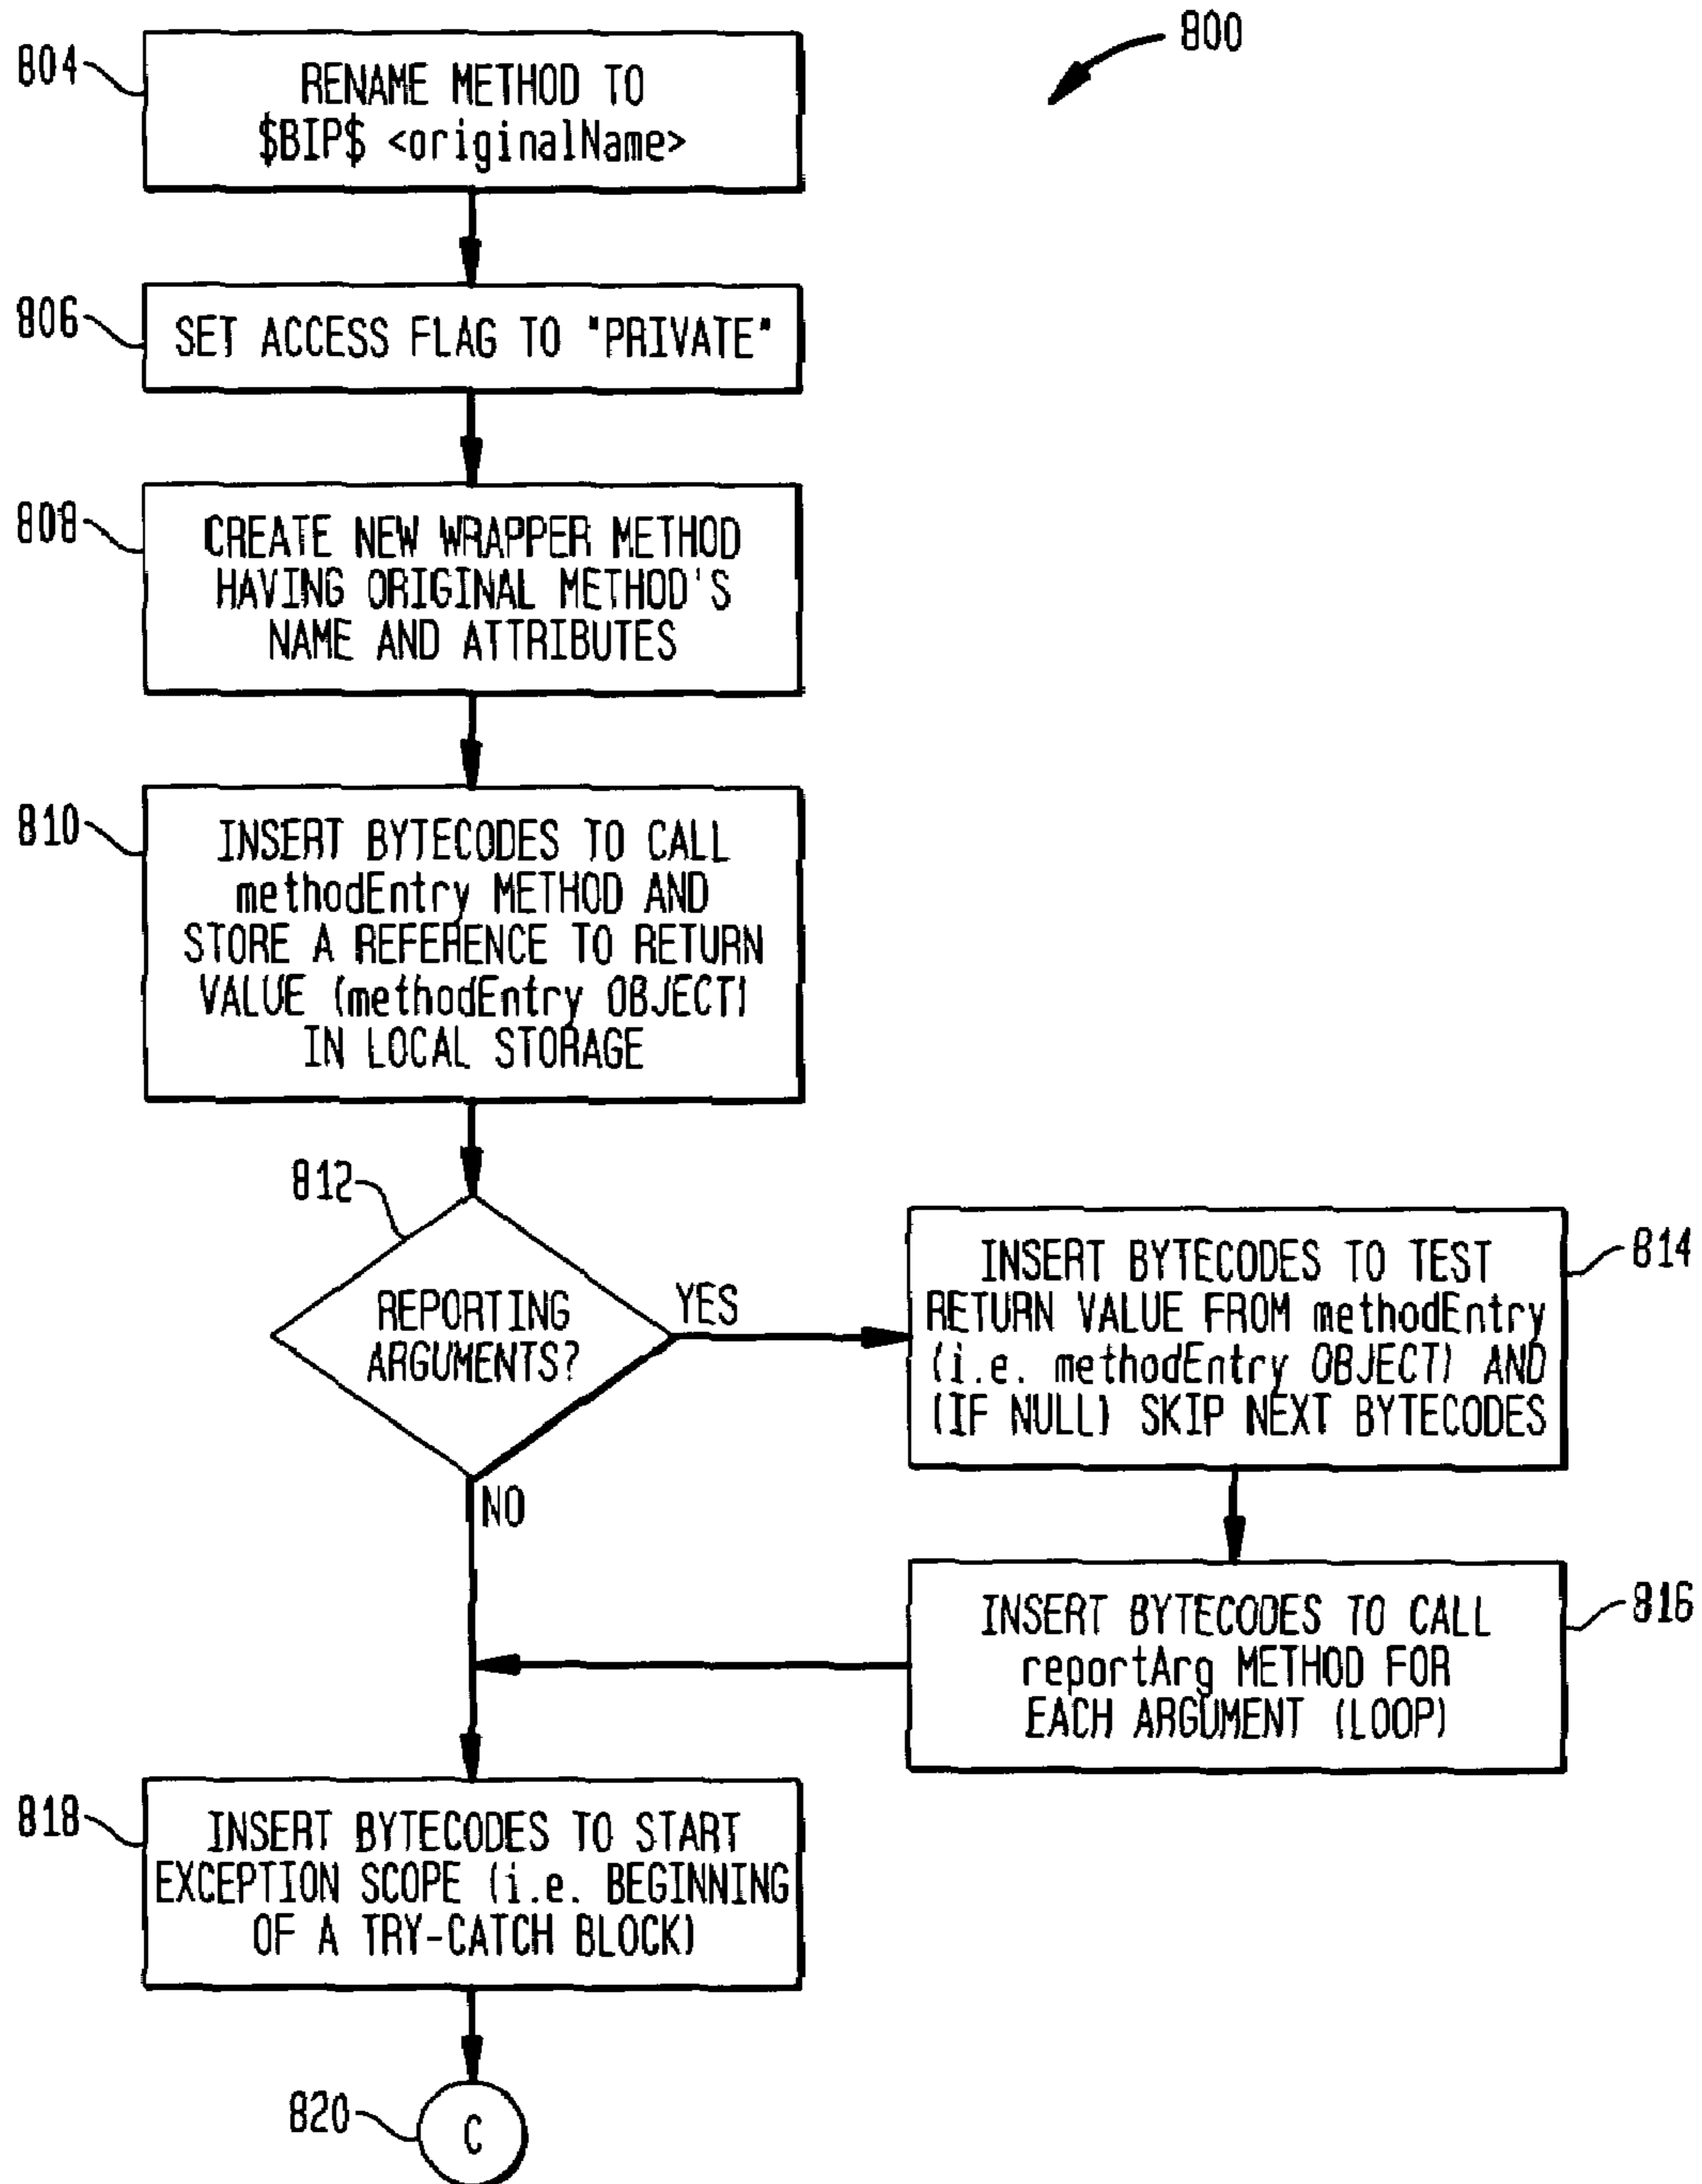 800
804
RENAME METHOD TO
$BIP$ <originalName>
806
SET ACCESS FLAG TO "PRIVATE"
808
CREATE NEW WRAPPER METHOD
HAVING ORIGINAL METHOD'S
NAME AND ATTRIBUTES
810
INSERT BYTECODES TO CALL
methodEntry METHOD AND
STORE A REFERENCE TO RETURN
VALUE (methodEntry OBJECT)
IN LOCAL STORAGE
812
REPORTING
ARGUMENTS?
YES
NO
814
INSERT BYTECODES TO TEST
RETURN VALUE FROM methodEntry
(i.e. methodEntry OBJECT) AND
(IF NULL) SKIP NEXT BYTECODES
816
INSERT BYTECODES TO CALL
reportArg METHOD FOR
EACH ARGUMENT (LOOP)
818
INSERT BYTECODES TO START
EXCEPTION SCOPE (i.e. BEGINNING
OF A TRY-CATCH BLOCK)
820
C